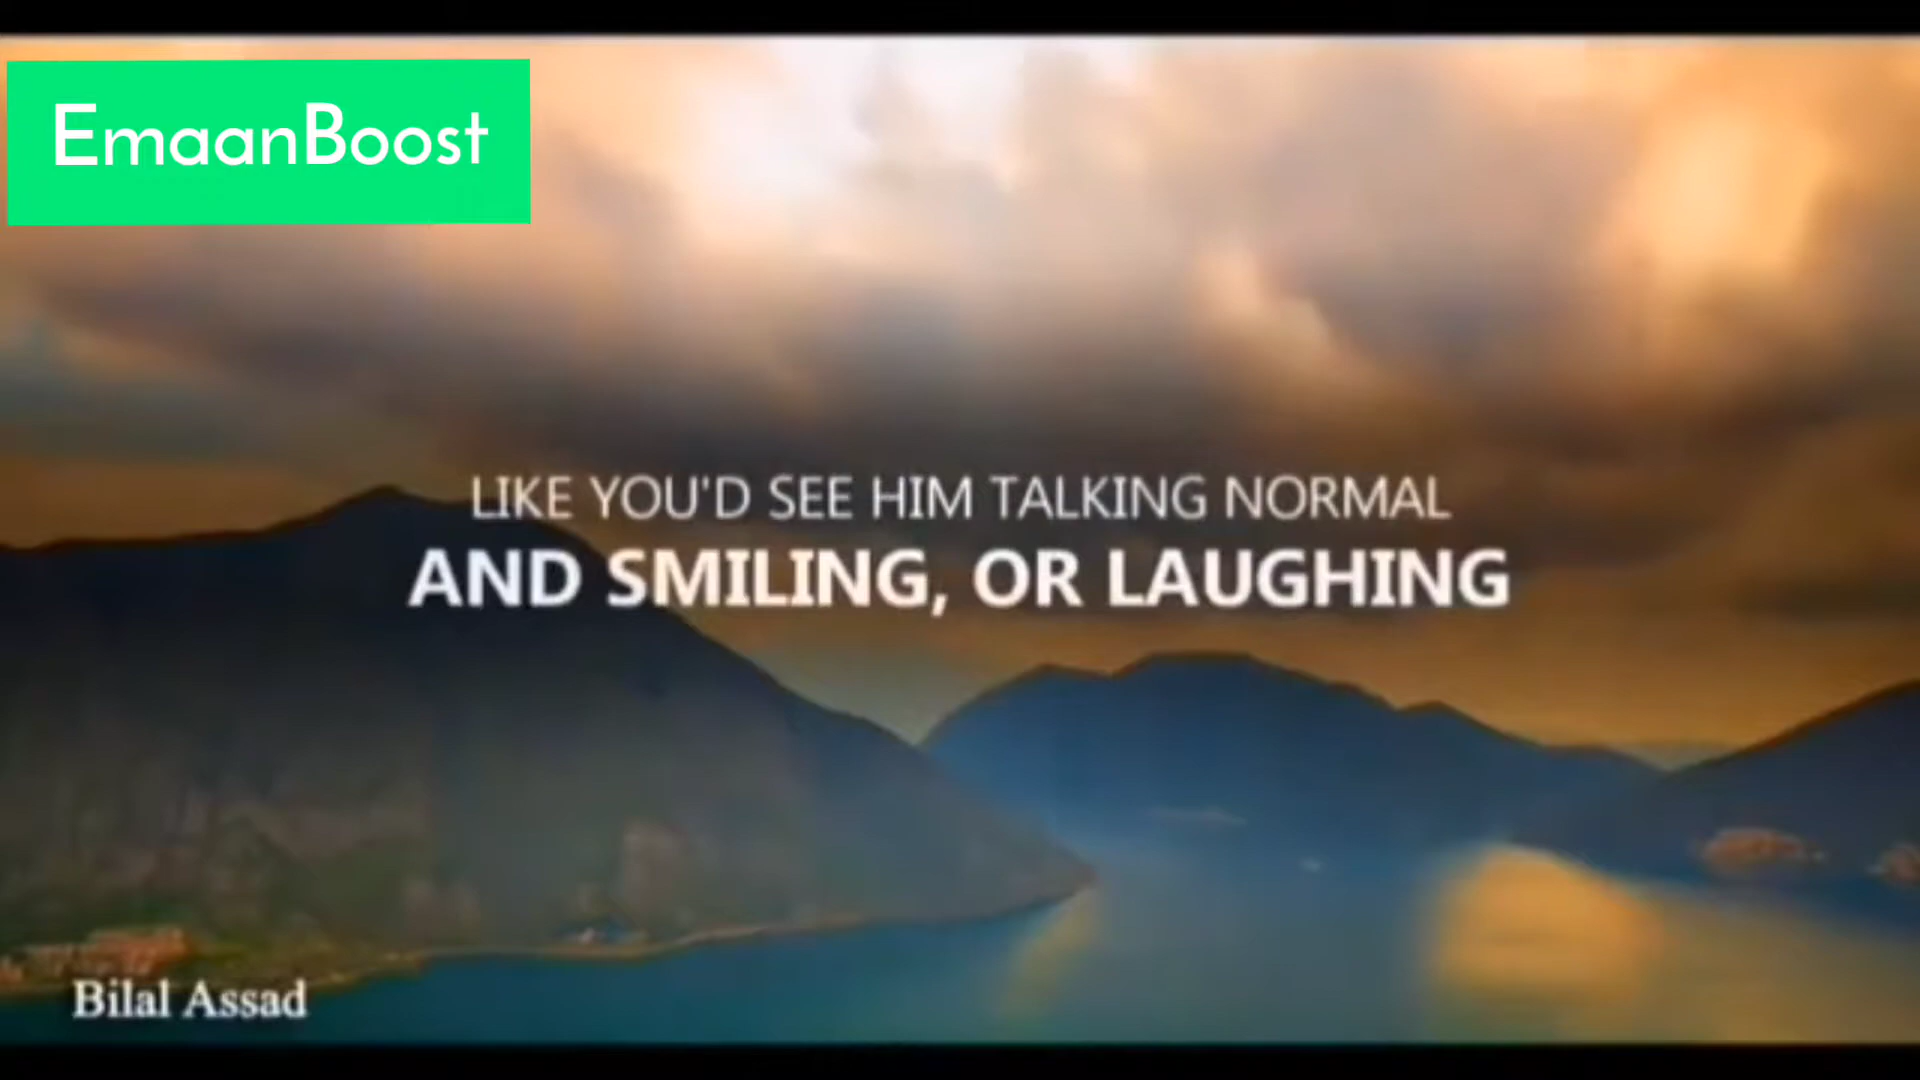 EmaanBoost
LIKE YOU'D SEE HIM TALKING NORMAL
AND SMILING, OR LAUGHING
Bilal Assad